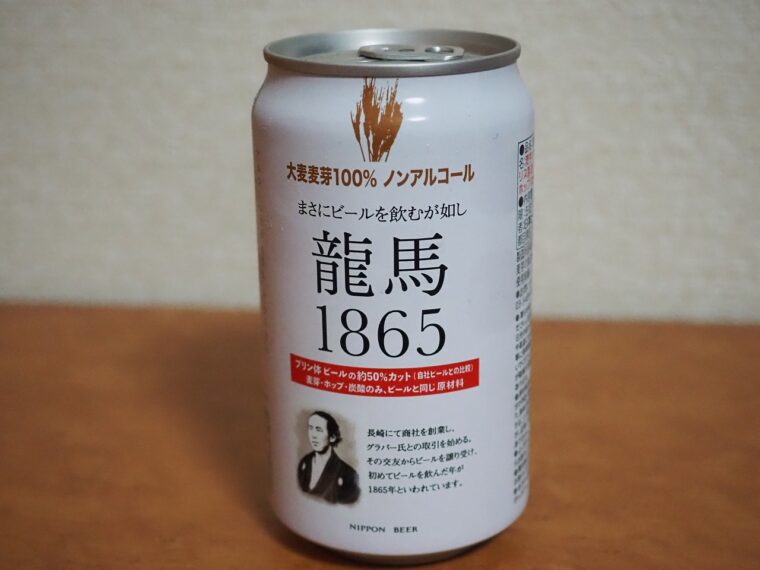 大麦麦芽100% ノンアルコール
まさにビールを飲むが如し
龍馬
1865
プリン体 ビールの約50%カット(自社ビールとの比較)
麦芽・ホップ・炭酸のみ、ビールと同じ原材料
長崎にて商社を創業し、
グラバー氏との取引を始める。
その交友からビールを譲り受け、
初めてビールを飲んだ年が
1865年といわれています。
NIPPON BEER